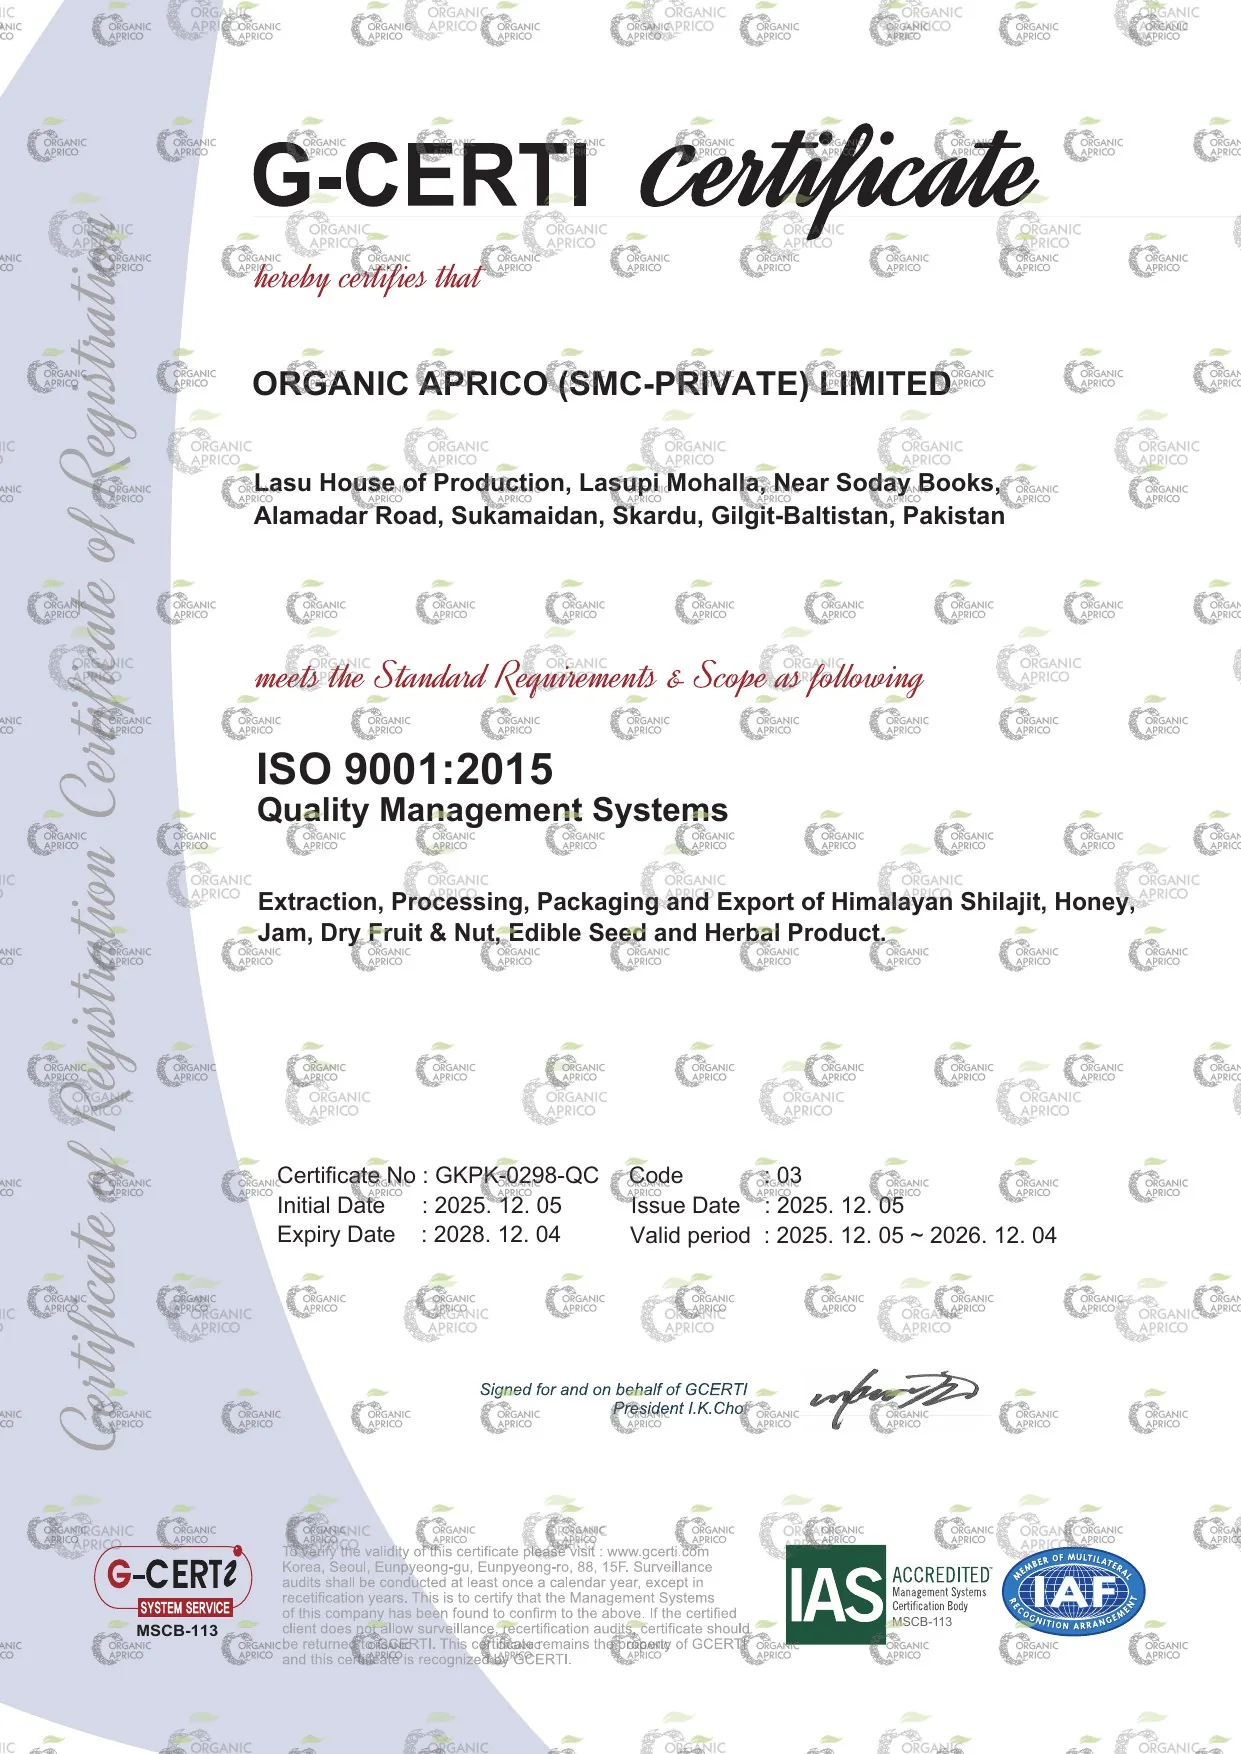 G-CERTI Certificate
hereby certifies that
ORGANIC APRICO (SMC-PRIVATE) LIMITED
Lasu House of Production, Lasupi Mohalla, Near Soday Books,
Alamadar Road, Sukamaidan, Skardu, Gilgit-Baltistan, Pakistan
meets the Standard Requirements & Scope as following
ISO 9001:2015
Quality Management Systems
Extraction, Processing, Packaging and Export of Himalayan Shilajit, Honey,
Jam, Dry Fruit & Nut, Edible Seed and Herbal Product.
Certificate No : GKPK-0298-QC Code : 03
Initial Date : 2025. 12. 05 Issue Date : 2025. 12. 05
Expiry Date : 2028. 12. 04 Valid period : 2025. 12. 05 ~ 2026. 12. 04
Signed for and on behalf of GCERTI
President I.K.Cho
Certificate of Registration Certificate of Registration
G-CERTi
SYSTEM SERVICE
MSCB-113
To verify the validity of this certificate please visit : www.gcerti.com
Korea, Seoul, Eunpyeong-gu, Eunpyeong-ro, 88, 15F. Surveillance
audits shall be conducted at least once a calendar year, except in
recetification years. This is to certify that the Management Systems
of this company has been found to confirm to the above. If the certified
client does not allow surveillance, recertification audits, certificate should
be returned to GCERTI. This certificate remains the property of GCERTI
and this certificate is recognized by GCERTI.
IAS ACCREDITED
Management Systems
Certification Body
MSCB-113
MEMBER OF MULTILATERAL
IAF
RECOGNITION ARRANGEMENT
ORGANIC
APRICO